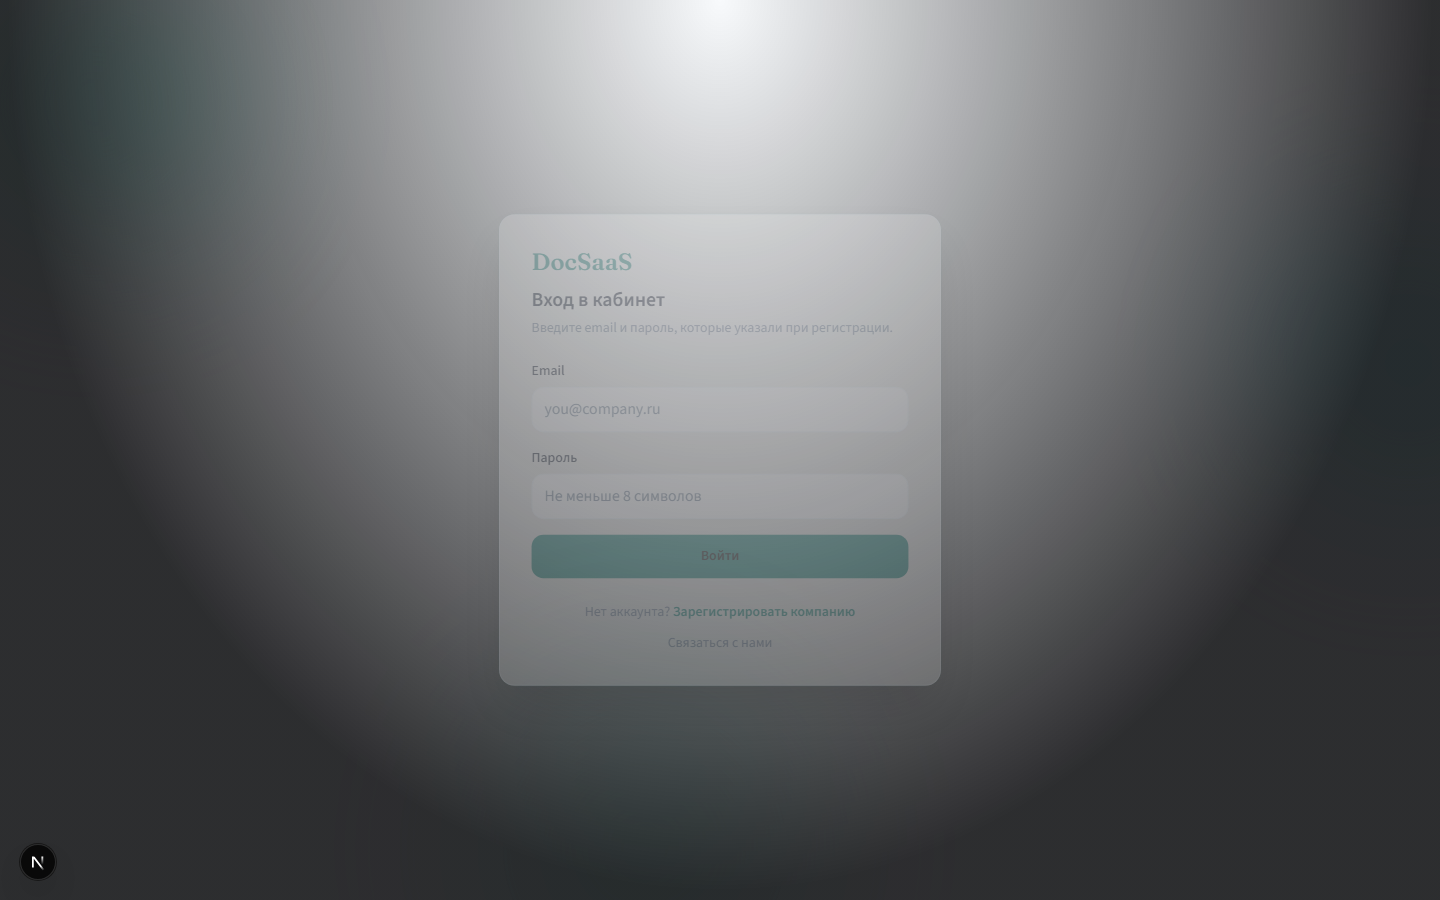 DocSaaS
Вход в кабинет
Введите email и пароль, которые указали при регистрации.
Email
you@company.ru
Пароль
Не меньше 8 символов
Войти
Нет аккаунта? Зарегистрировать компанию
Связаться с нами
N